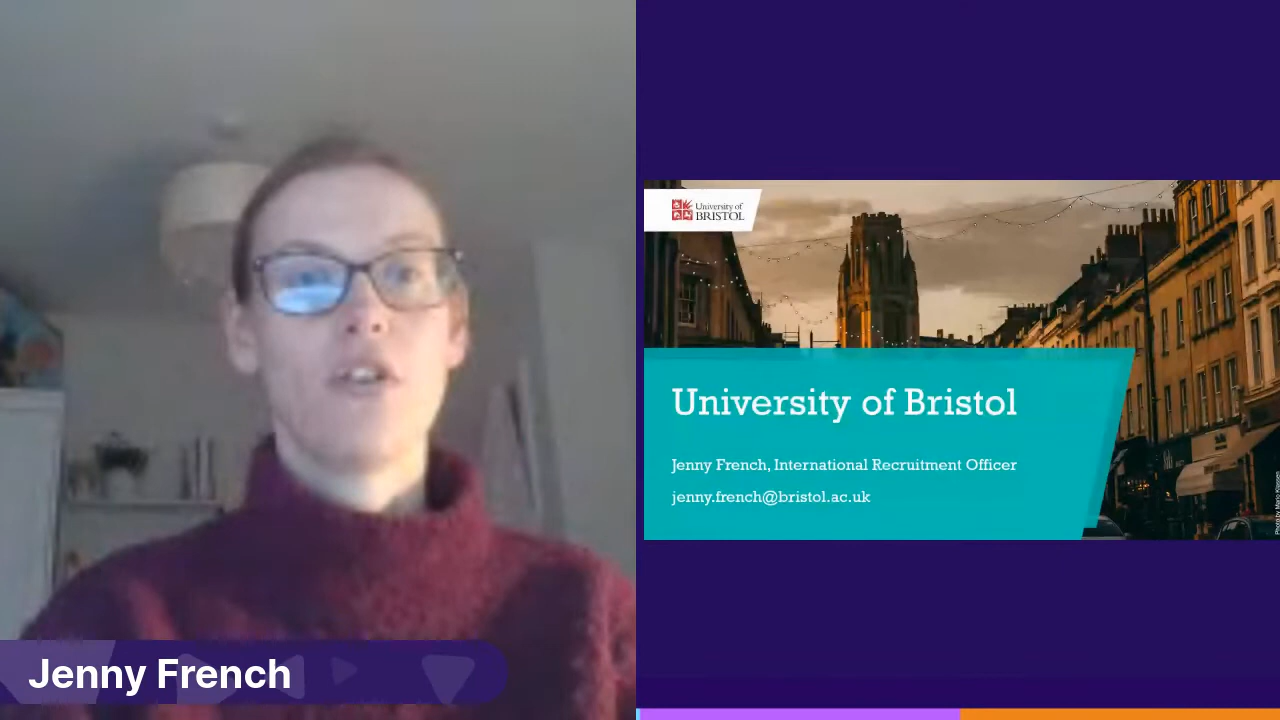 Jenny French
University of
BRISTOL
University of Bristol
Jenny French, International Recruitment Officer
jenny.french@bristol.ac.uk